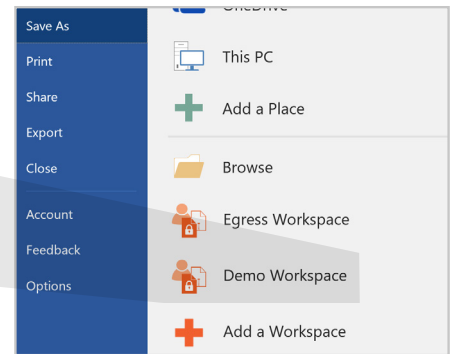 Save As
Print
Share
Export
Close
Account
Feedback
Options
OneDrive
This PC
Add a Place
Browse
Egress Workspace
Demo Workspace
Add a Workspace